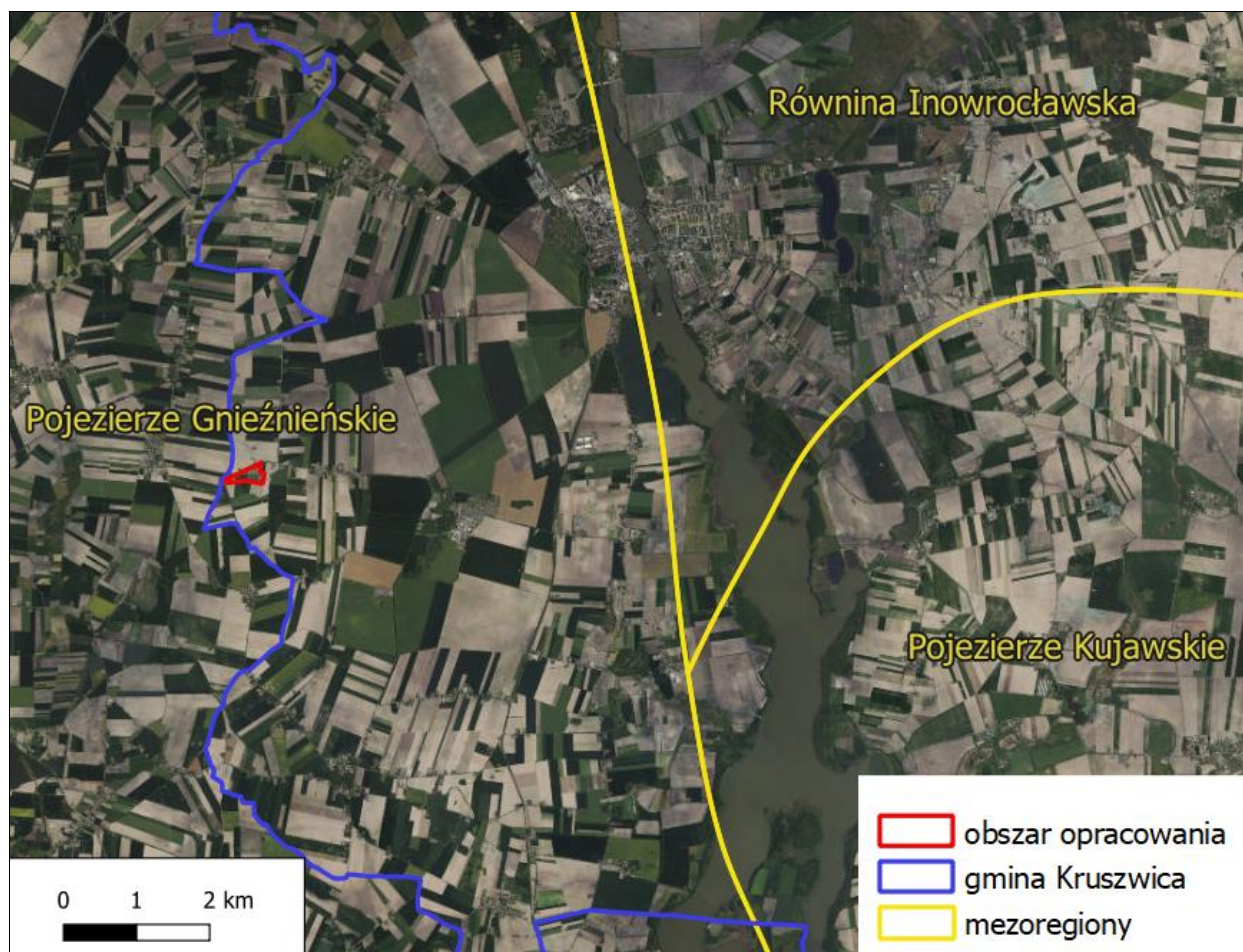 Równina Inowrocławska
Pojezierze Gnieźnieńskie
Pojezierze Kujawskie
obszar opracowania
gmina Kruszwica
mezoregiony
0 1 2 km